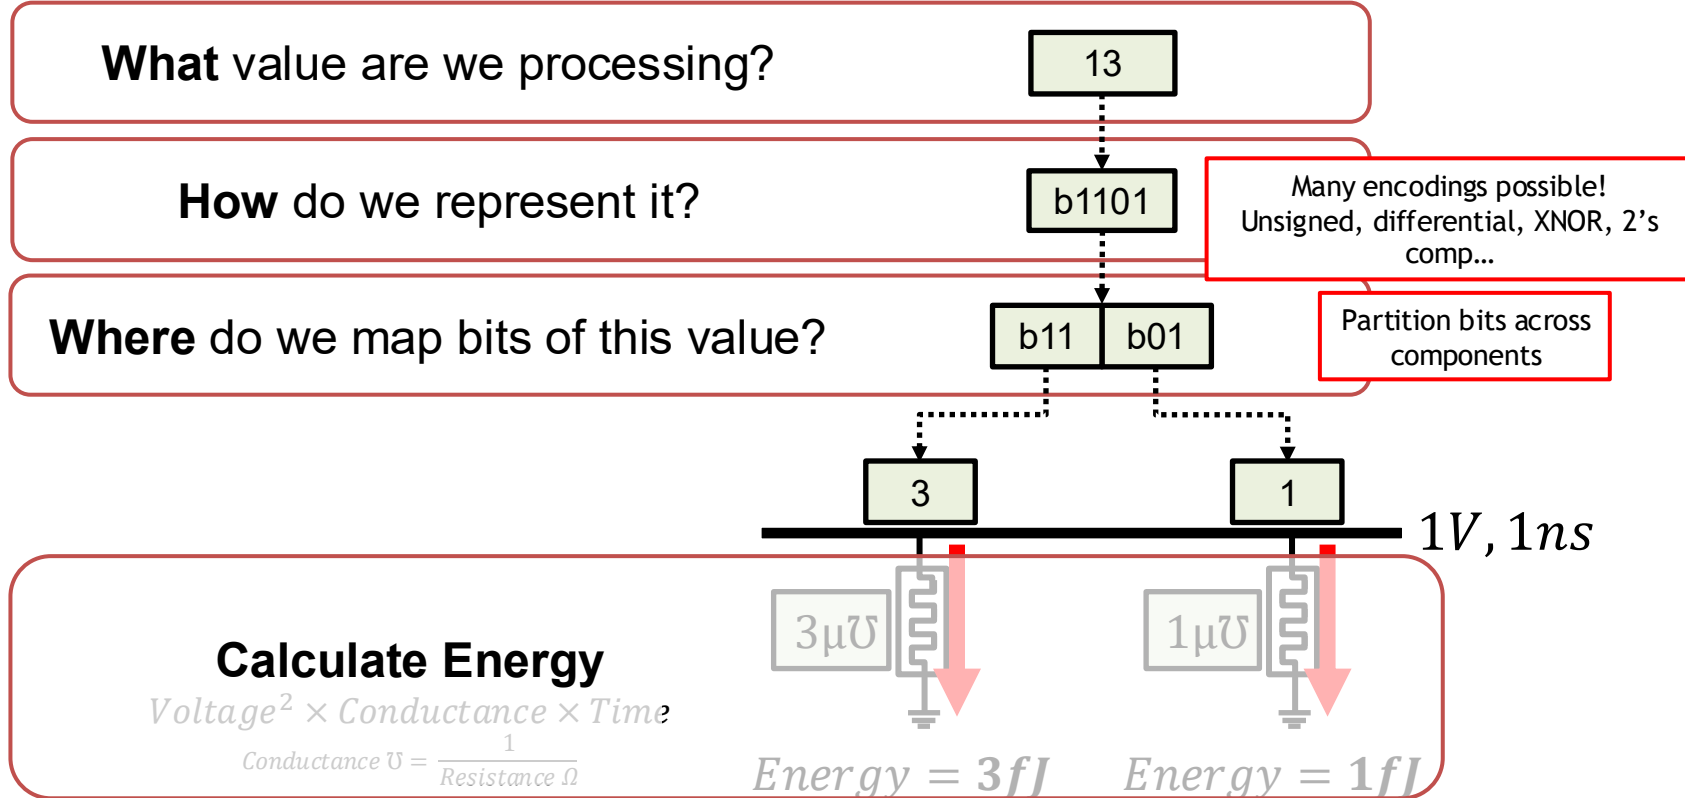 What value are we processing?
13
How do we represent it?
b1101
Many encodings possible!
Unsigned, differential, XNOR, 2’s
comp…
Where do we map bits of this value?
b11 b01
Partition bits across
components
3 1
1V, 1ns
3μ℧ 1μ℧
Calculate Energy
Voltage² × Conductance × Time
Conductance ℧ = 1 / Resistance Ω
Energy = 3fJ Energy = 1fJ